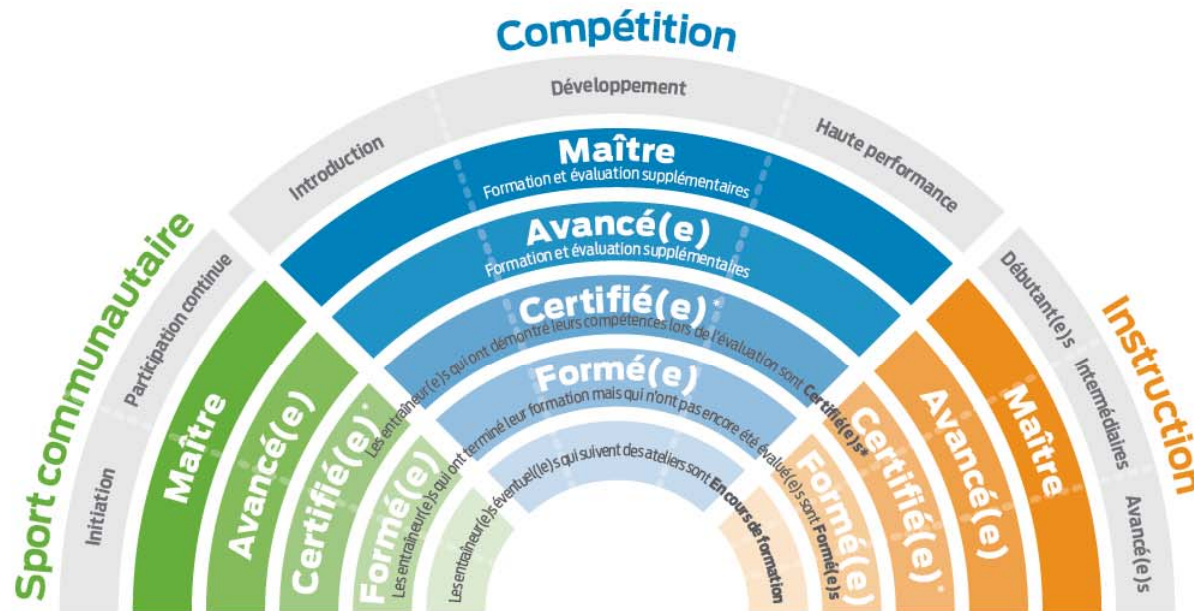 Compétition
Introduction
Développement
Haute performance
Maître
Formation et évaluation supplémentaires
Avancé(e)
Formation et évaluation supplémentaires
Certifié(e)*
Les entraîneur(e)s qui ont démontré leurs compétences lors de l'évaluation sont Certifié(e)s*
Formé(e)
Les entraîneur(e)s qui ont terminé leur formation mais qui n'ont pas encore été évalué(e)s sont Formé(e)s
Les entraîneur(e)s éventuel(le)s qui suivent des ateliers sont En cours de formation
Sport communautaire
Initiation
Participation continue
Maître
Avancé(e)
Certifié(e)*
Formé(e)
Instruction
Débutant(e)s
Intermédiaires
Avancé(e)s
Formé(e)
Certifié(e)*
Avancé(e)
Maître